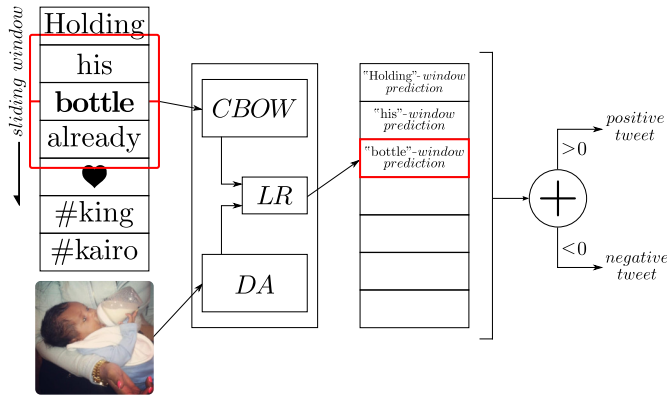 sliding window
Holding
his
bottle
already
♥
#king
#kairo
CBOW
LR
DA
"Holding"-window
prediction
"his"-window
prediction
"bottle"-window
prediction
+
>0
<0
positive
tweet
negative
tweet